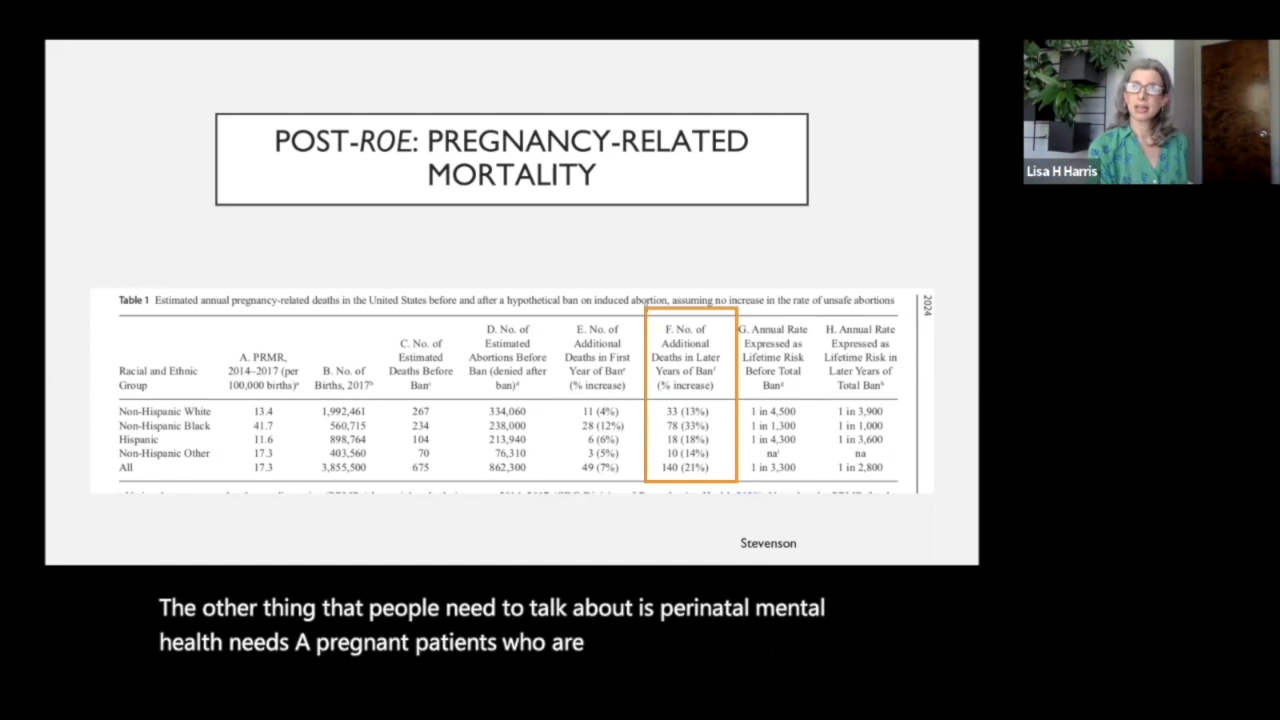 POST-ROE: PREGNANCY-RELATED
MORTALITY
Lisa H Harris
Table 1 Estimated annual pregnancy-related deaths in the United States before and after a hypothetical ban on induced abortion, assuming no increase in the rate of unsafe abortions
2024
Racial and Ethnic Group
A. PRMR, 2014–2017 (per 100,000 births)ᵃ
B. No. of Births, 2017ᵇ
C. No. of Estimated Deaths Before Banᶜ
D. No. of Estimated Abortions Before Ban (denied after ban)ᵈ
E. No. of Additional Deaths in First Year of Banᵉ (% increase)
F. No. of Additional Deaths in Later Years of Banᶠ (% increase)
G. Annual Rate Expressed as Lifetime Risk Before Total Banᵍ
H. Annual Rate Expressed as Lifetime Risk in Later Years of Total Banʰ
Non-Hispanic White 13.4 1,992,461 267 334,060 11 (4%) 33 (13%) 1 in 4,500 1 in 3,900
Non-Hispanic Black 41.7 560,715 234 238,000 28 (12%) 78 (33%) 1 in 1,300 1 in 1,000
Hispanic 11.6 898,764 104 213,940 6 (6%) 18 (18%) 1 in 4,300 1 in 3,600
Non-Hispanic Other 17.3 403,560 70 76,310 3 (5%) 10 (14%) naⁱ na
All 17.3 3,855,500 675 862,300 49 (7%) 140 (21%) 1 in 3,300 1 in 2,800
Stevenson
The other thing that people need to talk about is perinatal mental
health needs A pregnant patients who are